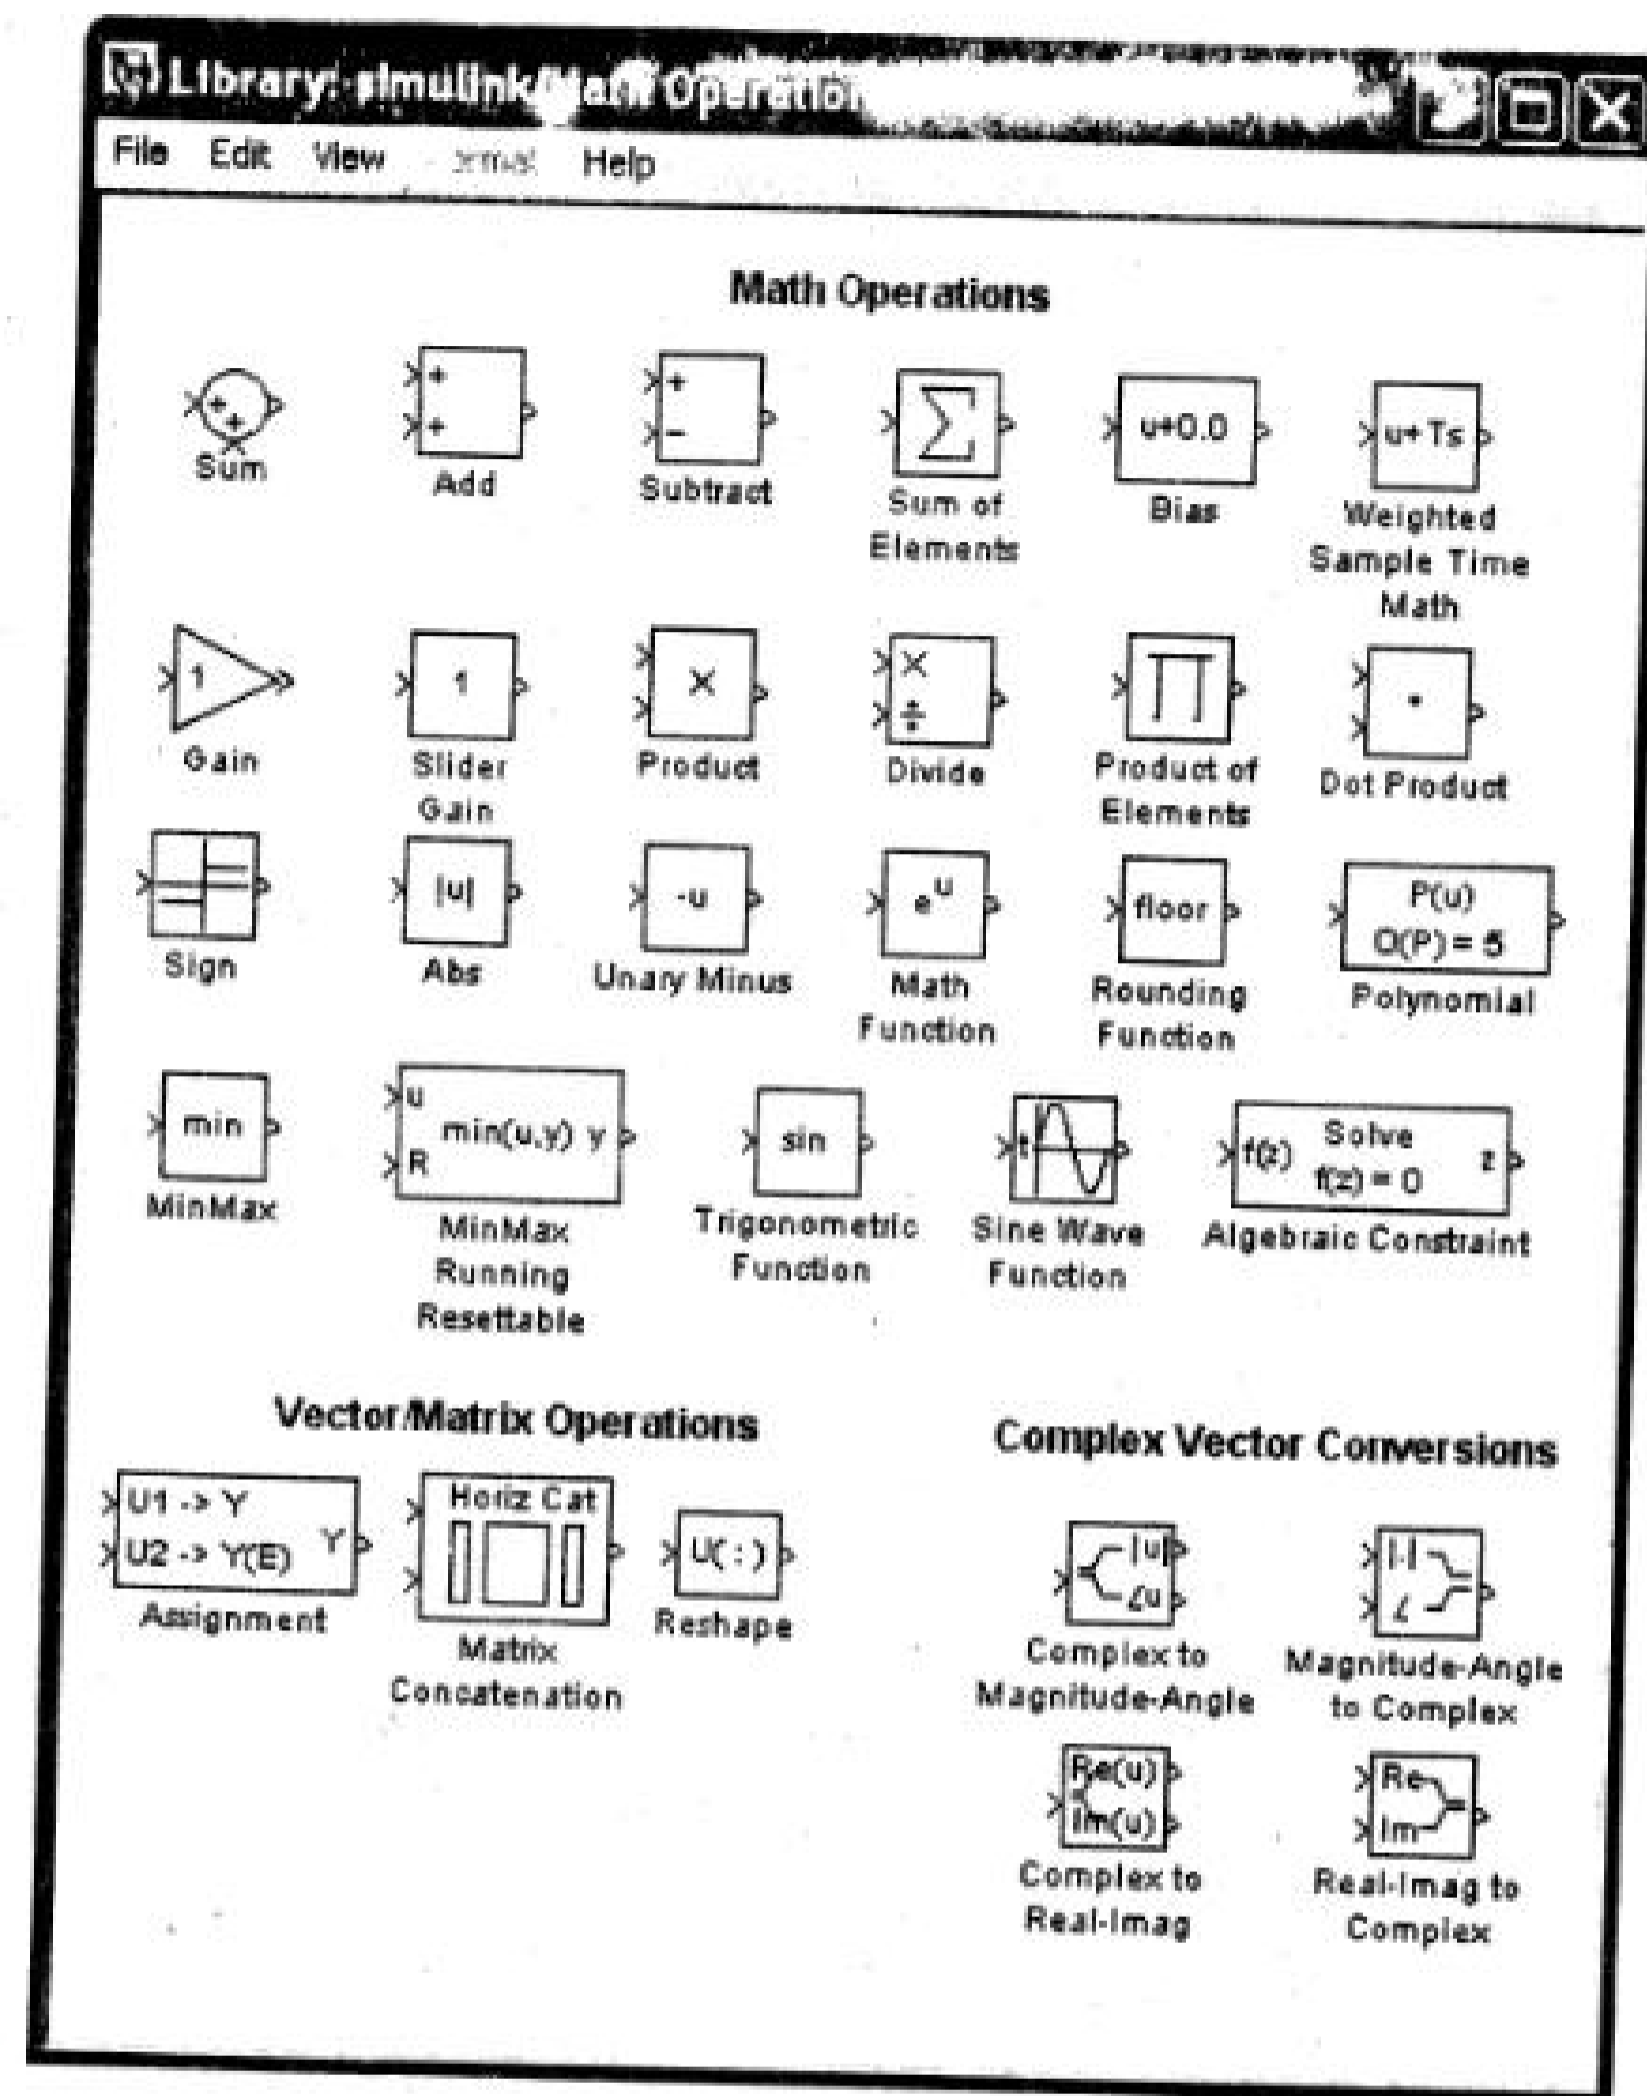 Library: simulink/Math Operation
File Edit View Help
Math Operations
+ + + + + - Σ u+0.0 u+Ts
Sum Add Subtract Sum of Elements Bias Weighted Sample Time Math
1 1 × × ÷ ∏ •
Gain Slider Gain Product Divide Product of Elements Dot Product
|u| -u e^u floor P(u) O(P) = 5
Sign Abs Unary Minus Math Function Rounding Function Polynomial
min u R min(u,y) y sin t f(z) Solve f(z) = 0 z
MinMax MinMax Running Resettable Trigonometric Function Sine Wave Function Algebraic Constraint
Vector/Matrix Operations
Complex Vector Conversions
U1 -> Y
U2 -> Y(E) Y
Horiz Cat
U(:)
Assignment
Matrix Concatenation
Reshape
|u| ∠u
|·| ∠
Complex to Magnitude-Angle
Magnitude-Angle to Complex
Re(u) Im(u)
Re Im
Complex to Real-Imag
Real-Imag to Complex